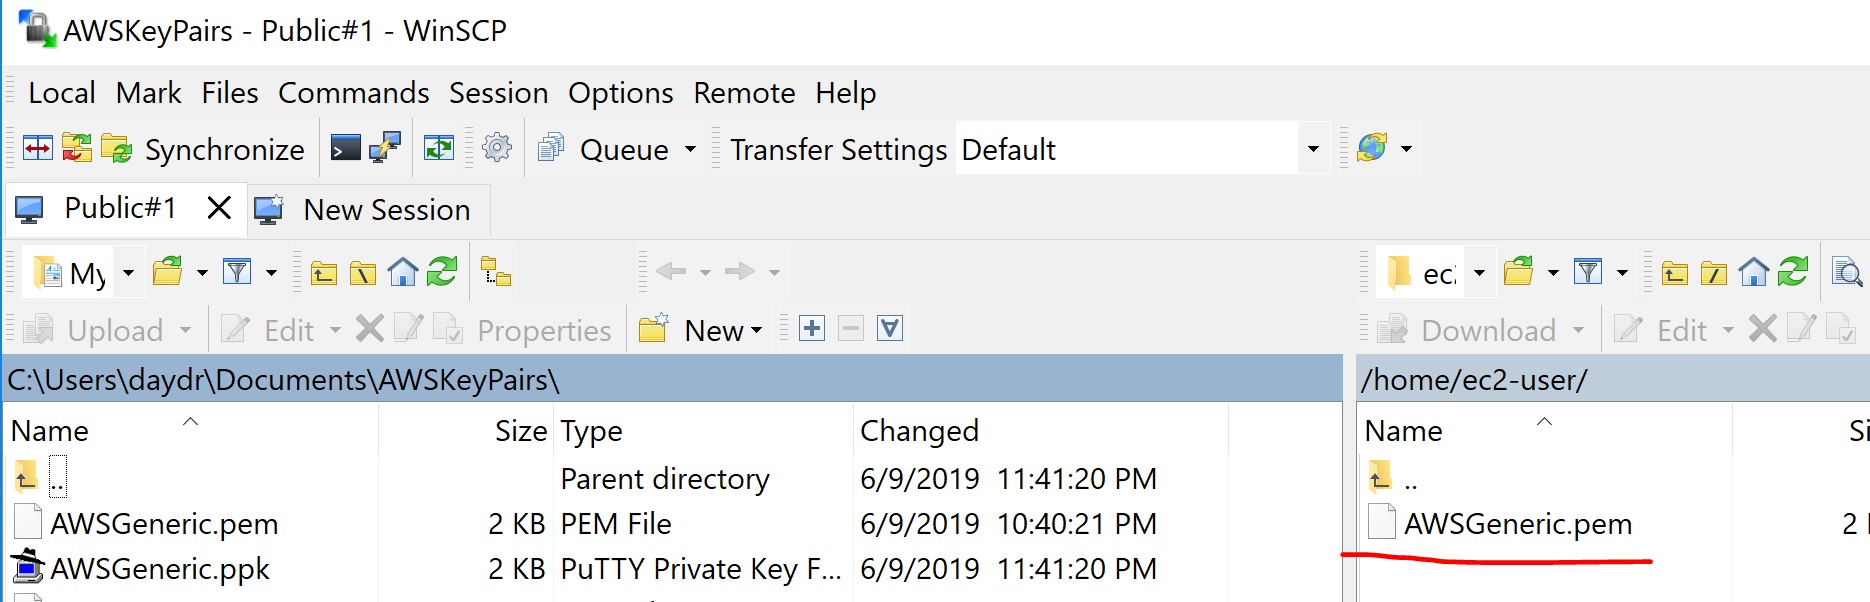 AWSKeyPairs - Public#1 - WinSCP
Local Mark Files Commands Session Options Remote Help
Synchronize Queue Transfer Settings Default
Public#1 New Session
My ec2
Upload Edit Properties New Download Edit
C:\Users\daydr\Documents\AWSKeyPairs\ /home/ec2-user/
Name Size Type Changed Name Si
.. Parent directory 6/9/2019 11:41:20 PM ..
AWSGeneric.pem 2 KB PEM File 6/9/2019 10:40:21 PM AWSGeneric.pem 2
AWSGeneric.ppk 2 KB PuTTY Private Key F... 6/9/2019 11:41:20 PM